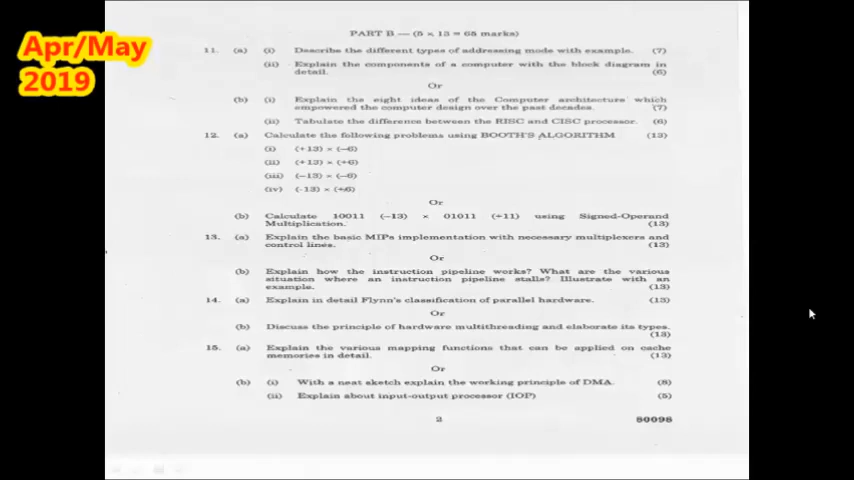 Apr/May
2019
PART B — (5 × 13 = 65 marks)
11. (a) (i) Describe the different types of addressing mode with example. (7)
(ii) Explain the components of a computer with the block diagram in
detail. (6)
Or
(b) (i) Explain the eight ideas of the Computer architecture which
empowered the computer design over the past decades. (7)
(ii) Tabulate the difference between the RISC and CISC processor. (6)
12. (a) Calculate the following problems using BOOTH'S ALGORITHM (13)
(i) (+13) × (–6)
(ii) (+13) × (+6)
(iii) (–13) × (–6)
(iv) (-13) × (+6)
Or
(b) Calculate 10011 (–13) × 01011 (+11) using Signed-Operand
Multiplication. (13)
13. (a) Explain the basic MIPs implementation with necessary multiplexers and
control lines. (13)
Or
(b) Explain how the instruction pipeline works? What are the various
situation where an instruction pipeline stalls? Illustrate with an
example. (13)
14. (a) Explain in detail Flynn's classification of parallel hardware. (13)
Or
(b) Discuss the principle of hardware multithreading and elaborate its types.
(13)
15. (a) Explain the various mapping functions that can be applied on cache
memories in detail. (13)
Or
(b) (i) With a neat sketch explain the working principle of DMA. (8)
(ii) Explain about input-output processor (IOP) (5)
2 80098